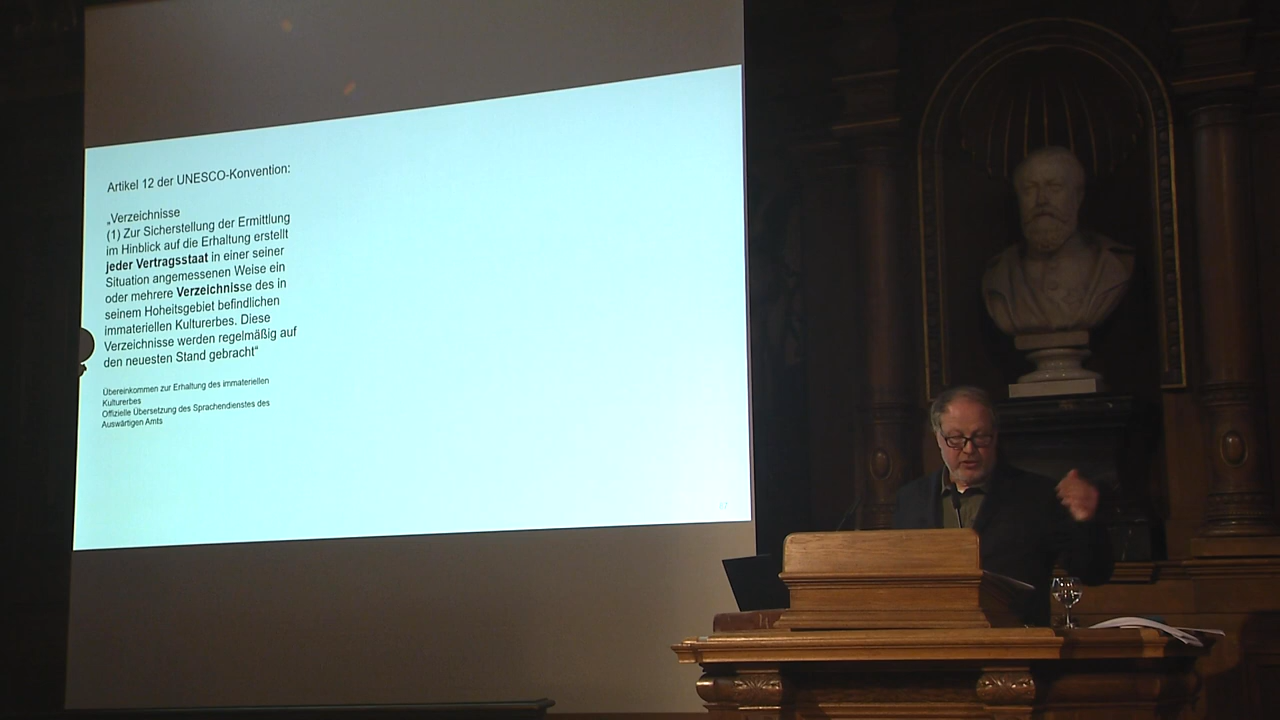 Artikel 12 der UNESCO-Konvention:
„Verzeichnisse
(1) Zur Sicherstellung der Ermittlung
im Hinblick auf die Erhaltung erstellt
jeder Vertragsstaat in einer seiner
Situation angemessenen Weise ein
oder mehrere Verzeichnisse des in
seinem Hoheitsgebiet befindlichen
immateriellen Kulturerbes. Diese
Verzeichnisse werden regelmäßig auf
den neuesten Stand gebracht“
Übereinkommen zur Erhaltung des immateriellen
Kulturerbes
Offizielle Übersetzung des Sprachendienstes des
Auswärtigen Amts